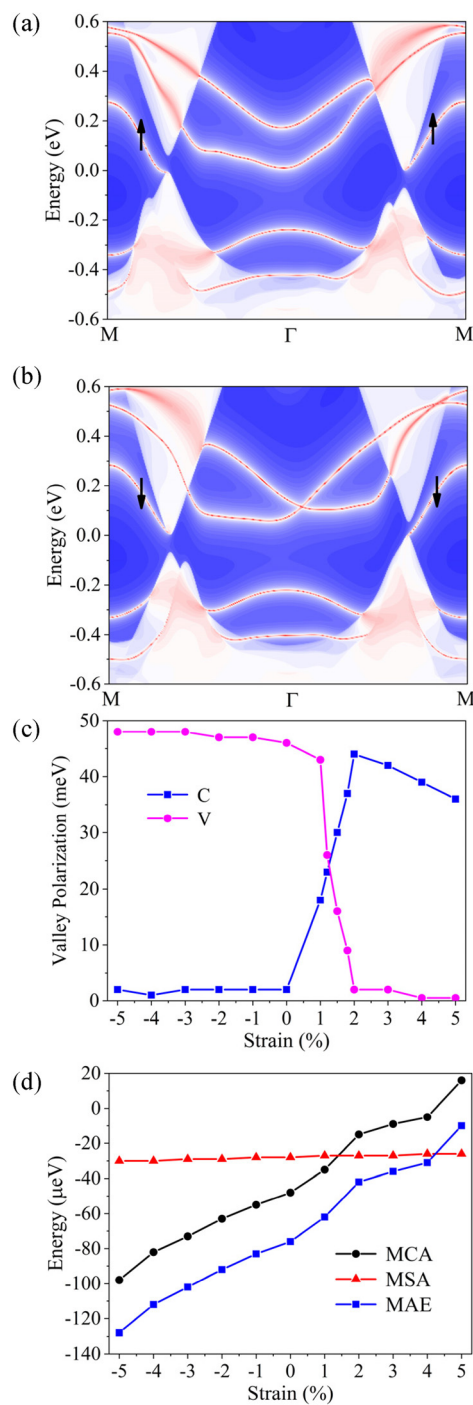 (a)
0.6
0.4
0.2
0.0
-0.2
-0.4
-0.6
Energy (eV)
M Γ M
(b)
0.6
0.4
0.2
0.0
-0.2
-0.4
-0.6
Energy (eV)
M Γ M
(c)
50
40
30
20
10
0
Valley Polarization (meV)
C
V
-5 -4 -3 -2 -1 0 1 2 3 4 5
Strain (%)
(d)
20
0
-20
-40
-60
-80
-100
-120
-140
Energy (μeV)
MCA
MSA
MAE
-5 -4 -3 -2 -1 0 1 2 3 4 5
Strain (%)